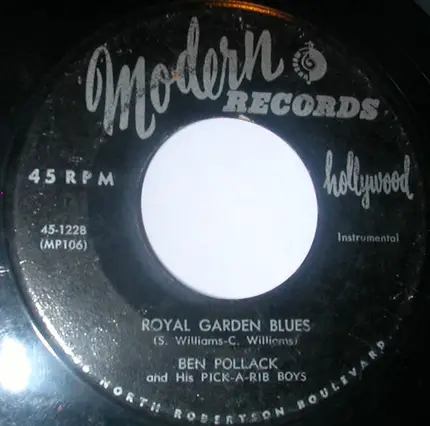 Modern
RECORDS
45 RPM
hollywood
45-122B
(MP106)
Instrumental
ROYAL GARDEN BLUES
(S. Williams-C. Williams)
BEN POLLACK
and His PICK-A-RIB BOYS
NORTH ROBERTSON BOULEVARD